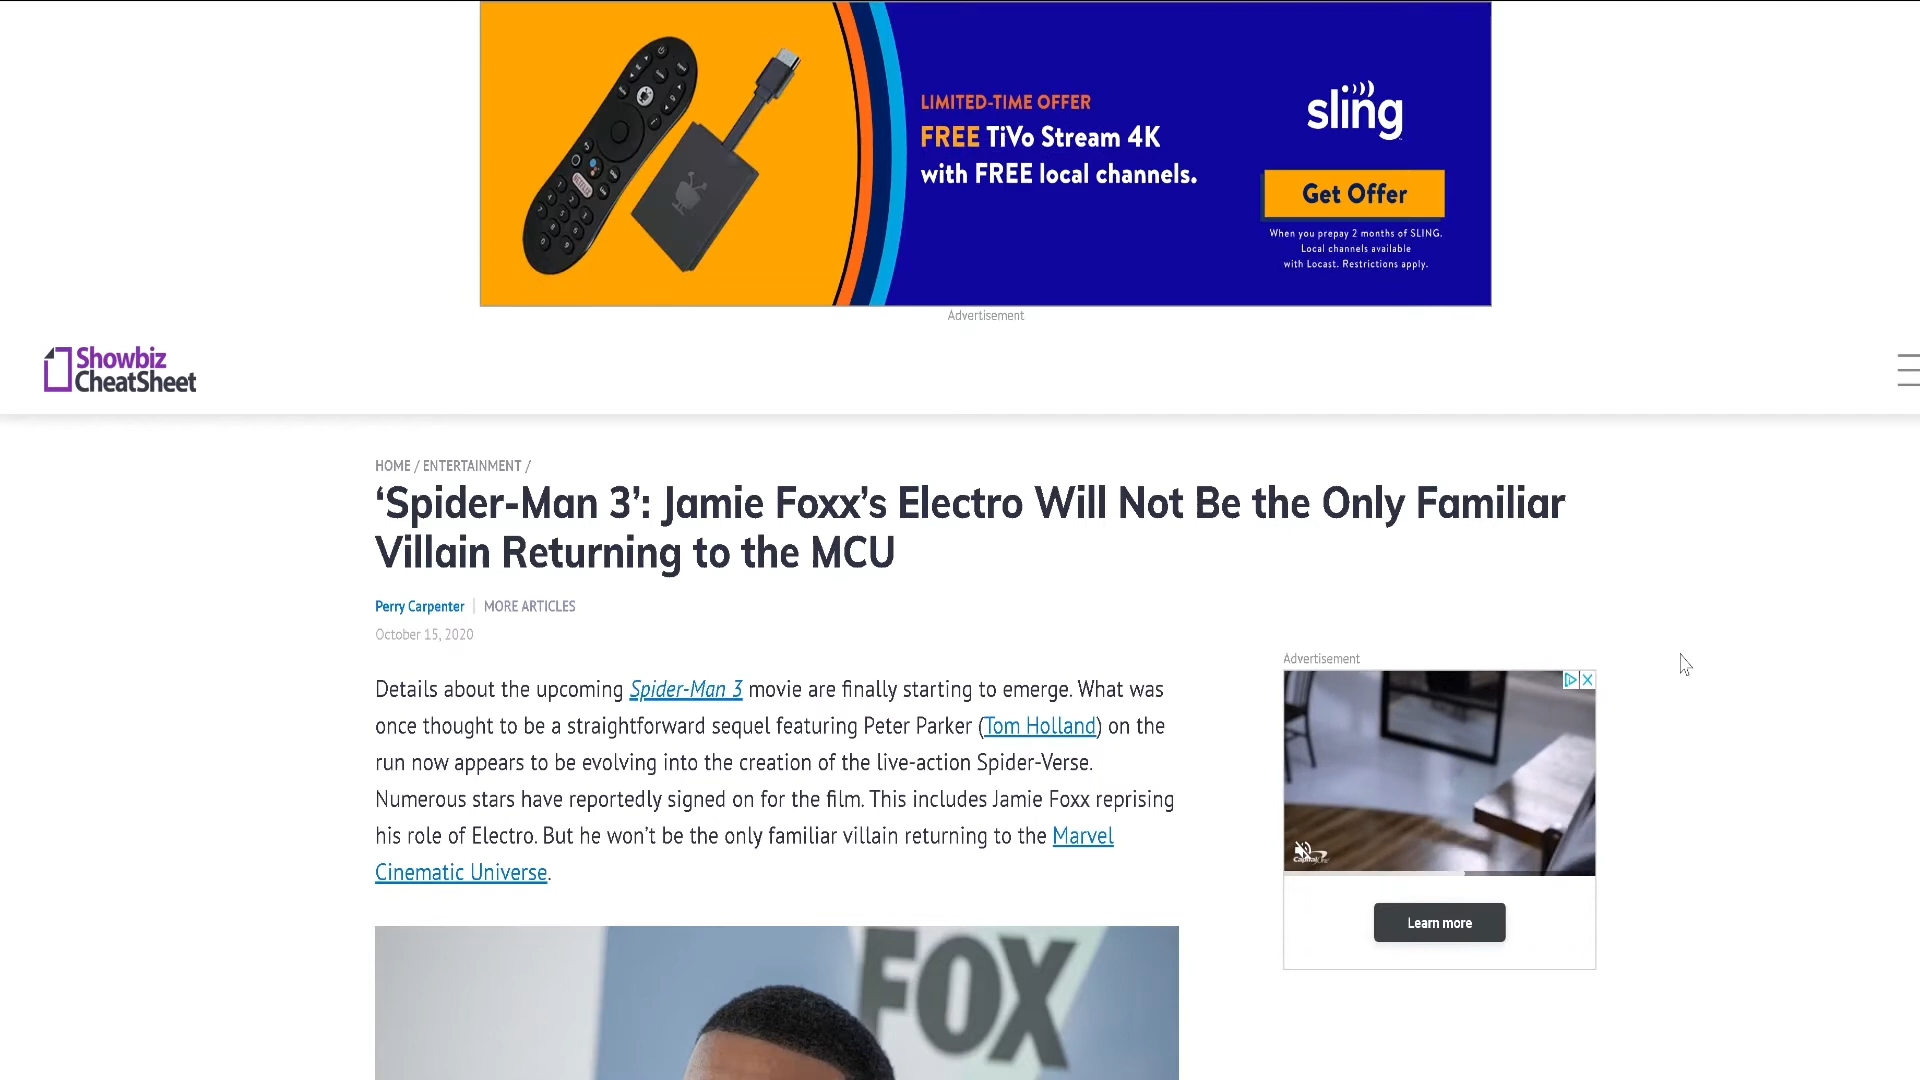 LIMITED-TIME OFFER
FREE TiVo Stream 4K
with FREE local channels.
sling
Get Offer
When you prepay 2 months of SLING.
Local channels available
with Locast. Restrictions apply.
Advertisement
Showbiz
CheatSheet
HOME / ENTERTAINMENT /
‘Spider-Man 3’: Jamie Foxx’s Electro Will Not Be the Only Familiar
Villain Returning to the MCU
Perry Carpenter | MORE ARTICLES
October 15, 2020
Details about the upcoming Spider-Man 3 movie are finally starting to emerge. What was
once thought to be a straightforward sequel featuring Peter Parker (Tom Holland) on the
run now appears to be evolving into the creation of the live-action Spider-Verse.
Numerous stars have reportedly signed on for the film. This includes Jamie Foxx reprising
his role of Electro. But he won’t be the only familiar villain returning to the Marvel
Cinematic Universe.
Advertisement
Learn more
FOX